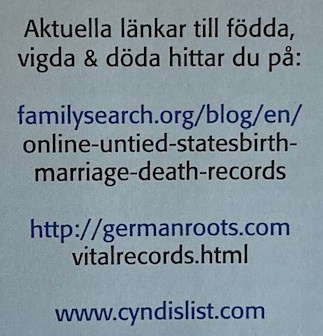 Aktuella länkar till födda,
vigda & döda hittar du på:
familysearch.org/blog/en/
online-untied-statesbirth-
marriage-death-records
http://germanroots.com
vitalrecords.html
www.cyndislist.com